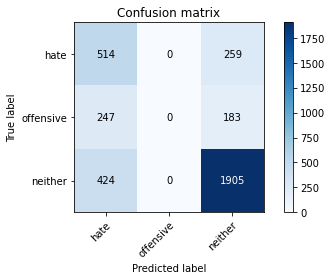 Confusion matrix
True label
hate 514 0 259
offensive 247 0 183
neither 424 0 1905
hate offensive neither
Predicted label
1750
1500
1250
1000
750
500
250
0